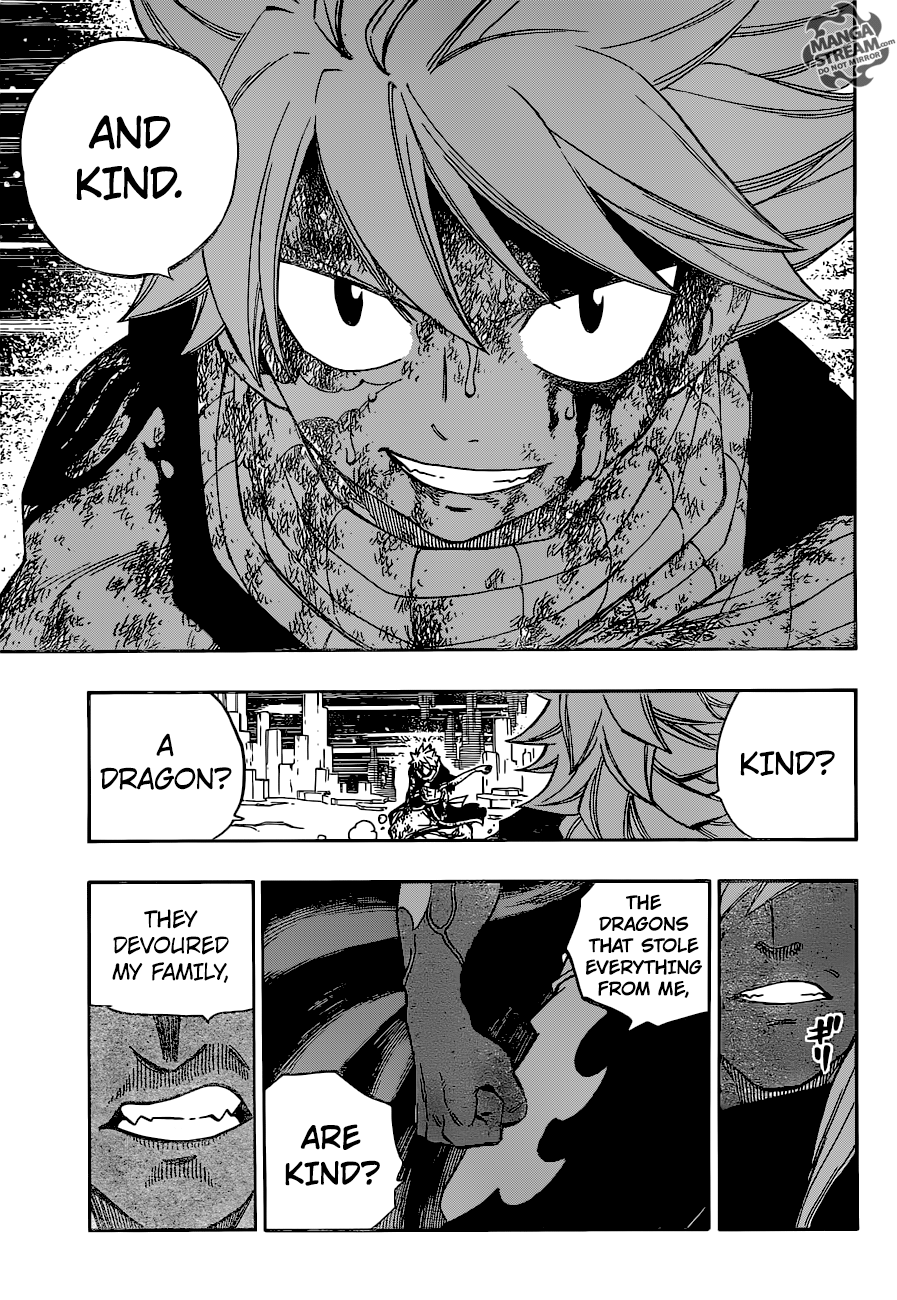 MANGA
STREAM.com
DO NOT MIRROR
AND
KIND.
KIND?
A
DRAGON?
ギリ
THE
DRAGONS
THAT STOLE
EVERYTHING
FROM ME,
ARE
KIND?
THEY
DEVOURED
MY FAMILY,